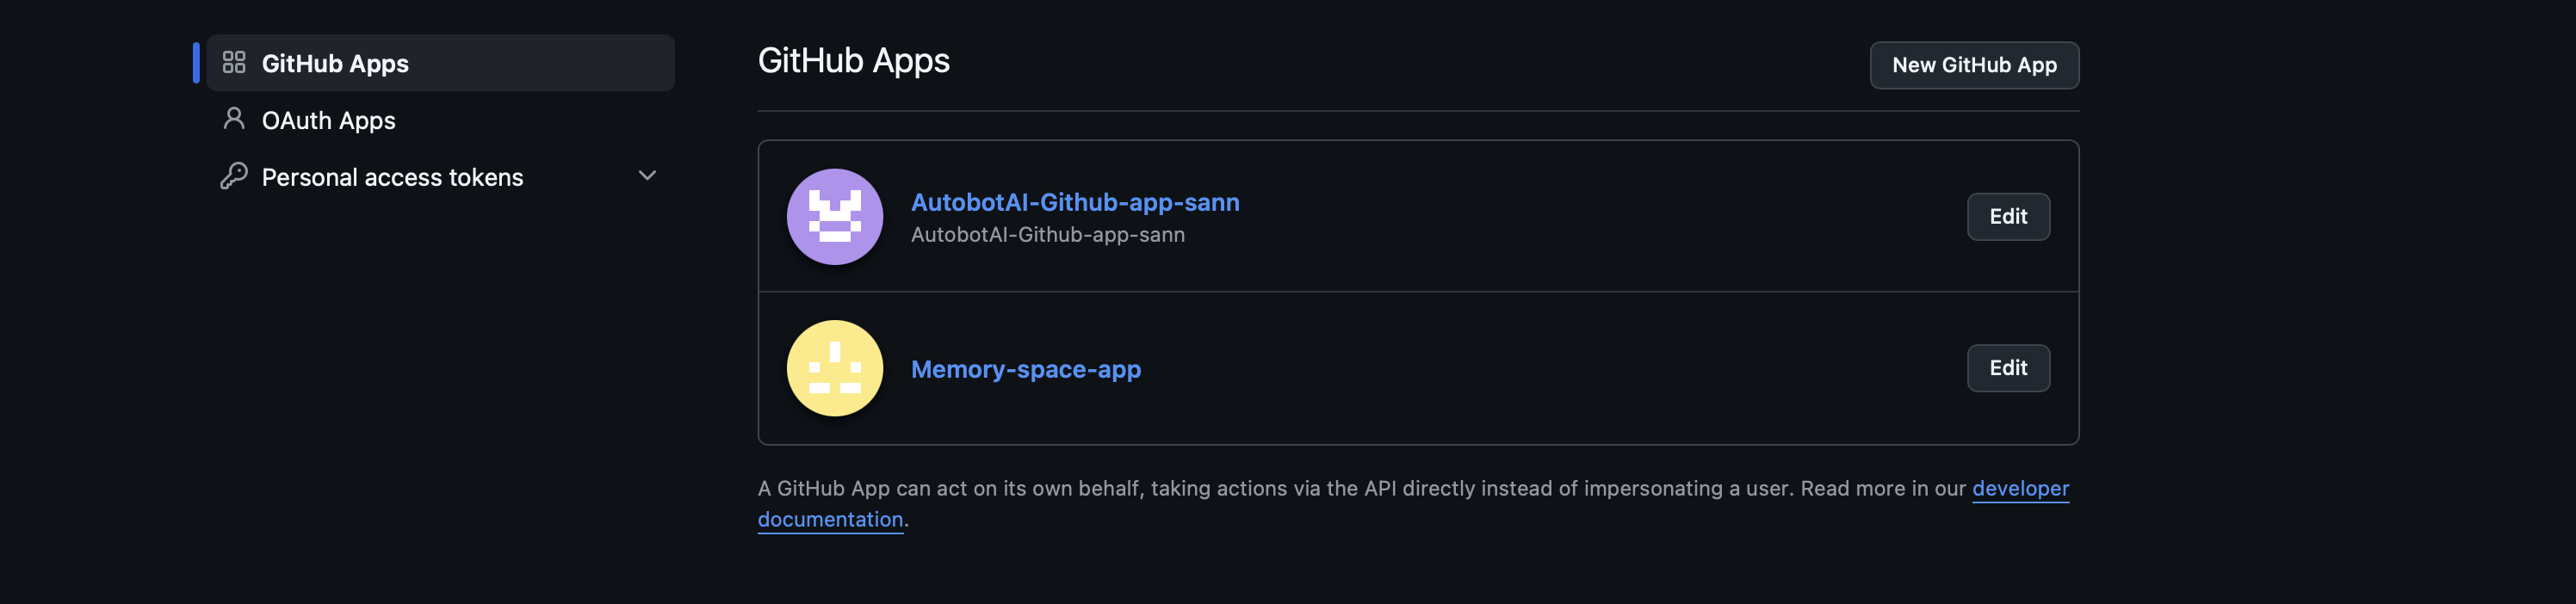 GitHub Apps
OAuth Apps
Personal access tokens
GitHub Apps
New GitHub App
AutobotAI-Github-app-sann
AutobotAI-Github-app-sann
Edit
Memory-space-app
Edit
A GitHub App can act on its own behalf, taking actions via the API directly instead of impersonating a user. Read more in our developer
documentation.